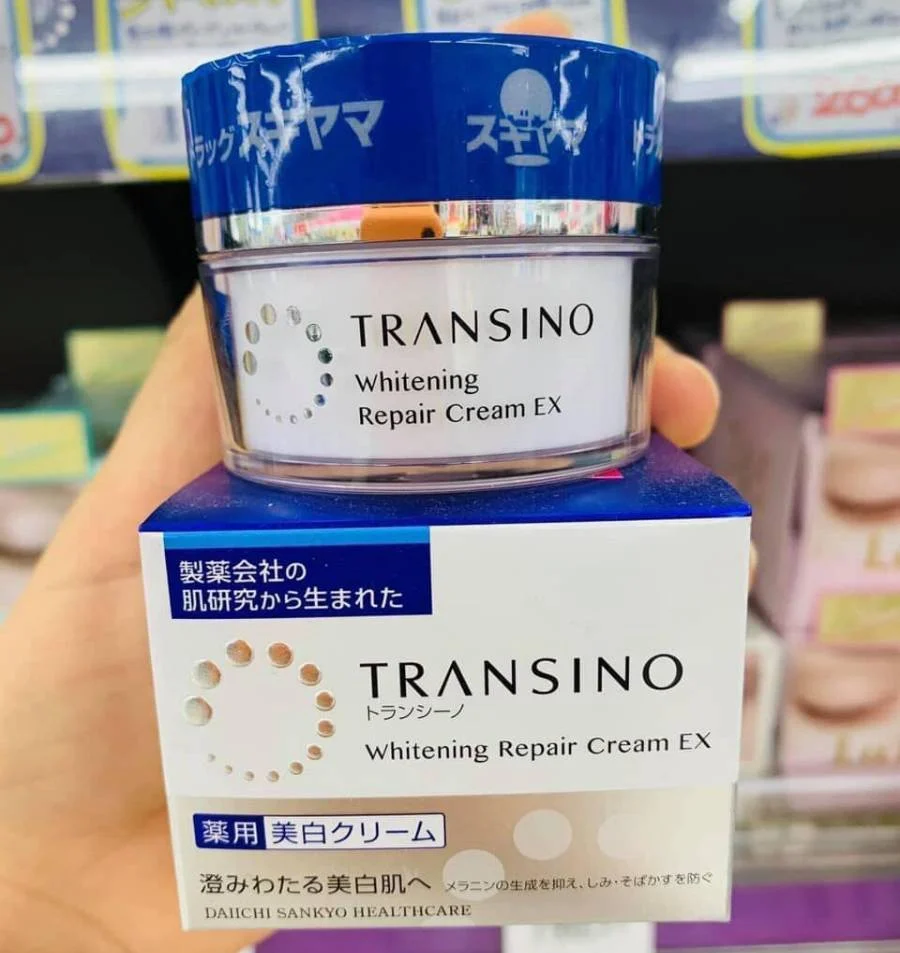 ドラッグスギヤマ
スギヤマ
ドラ
TRANSINO
Whitening
Repair Cream EX
製薬会社の
肌研究から生まれた
TRANSINO
トランシーノ
Whitening Repair Cream EX
薬用 美白クリーム
澄みわたる美白肌へ メラニンの生成を抑え、しみ・そばかすを防ぐ
DAIICHI SANKYO HEALTHCARE